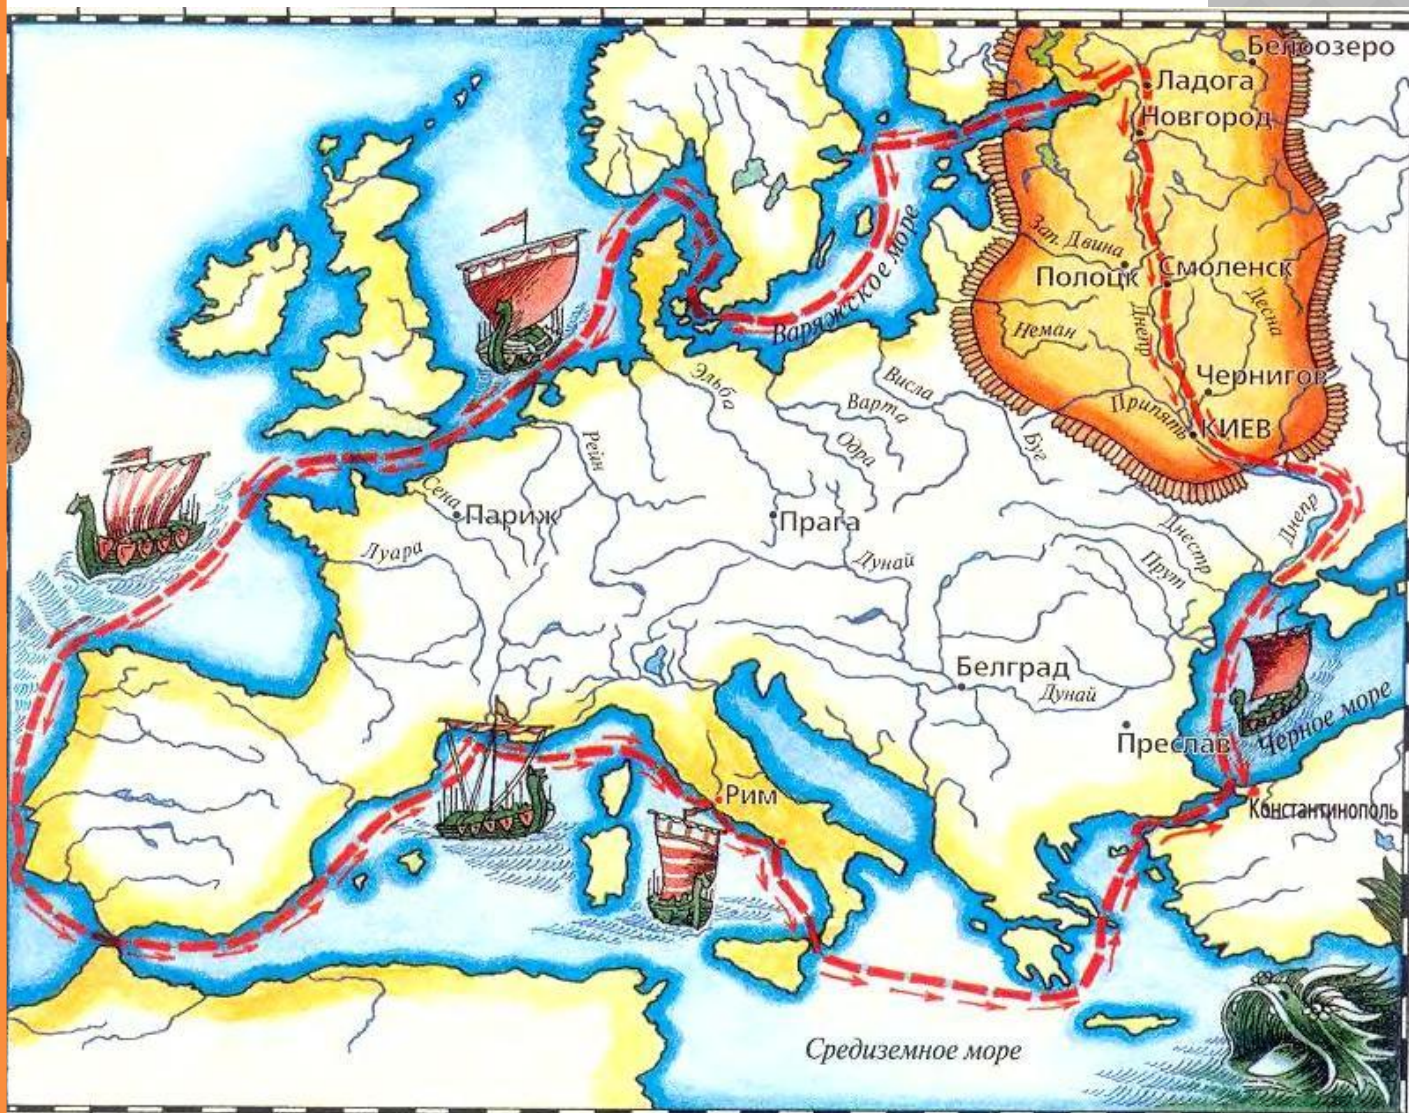 Белоозеро
Ладога
Новгород
Зап. Двина
Полоцк
Смоленск
Варяжское море
Днепр
Десна
Неман
Чернигов
Припять
КИЕВ
Эльба
Висла
Варта
Одра
Буг
Рейн
Сена
Париж
Прага
Луара
Дунай
Днестр
Днепр
Прут
Белград
Дунай
Преслав
Черное море
Рим
Константинополь
Средиземное море